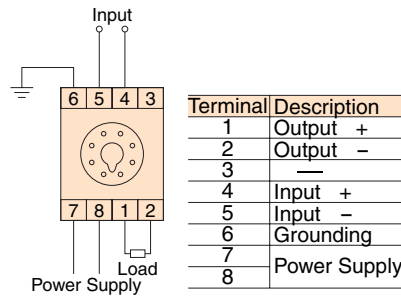 Input
6 5 4 3
7 8 1 2
Load
Power Supply
Terminal Description
1 Output +
2 Output −
3 —
4 Input +
5 Input −
6 Grounding
7
8
Power Supply